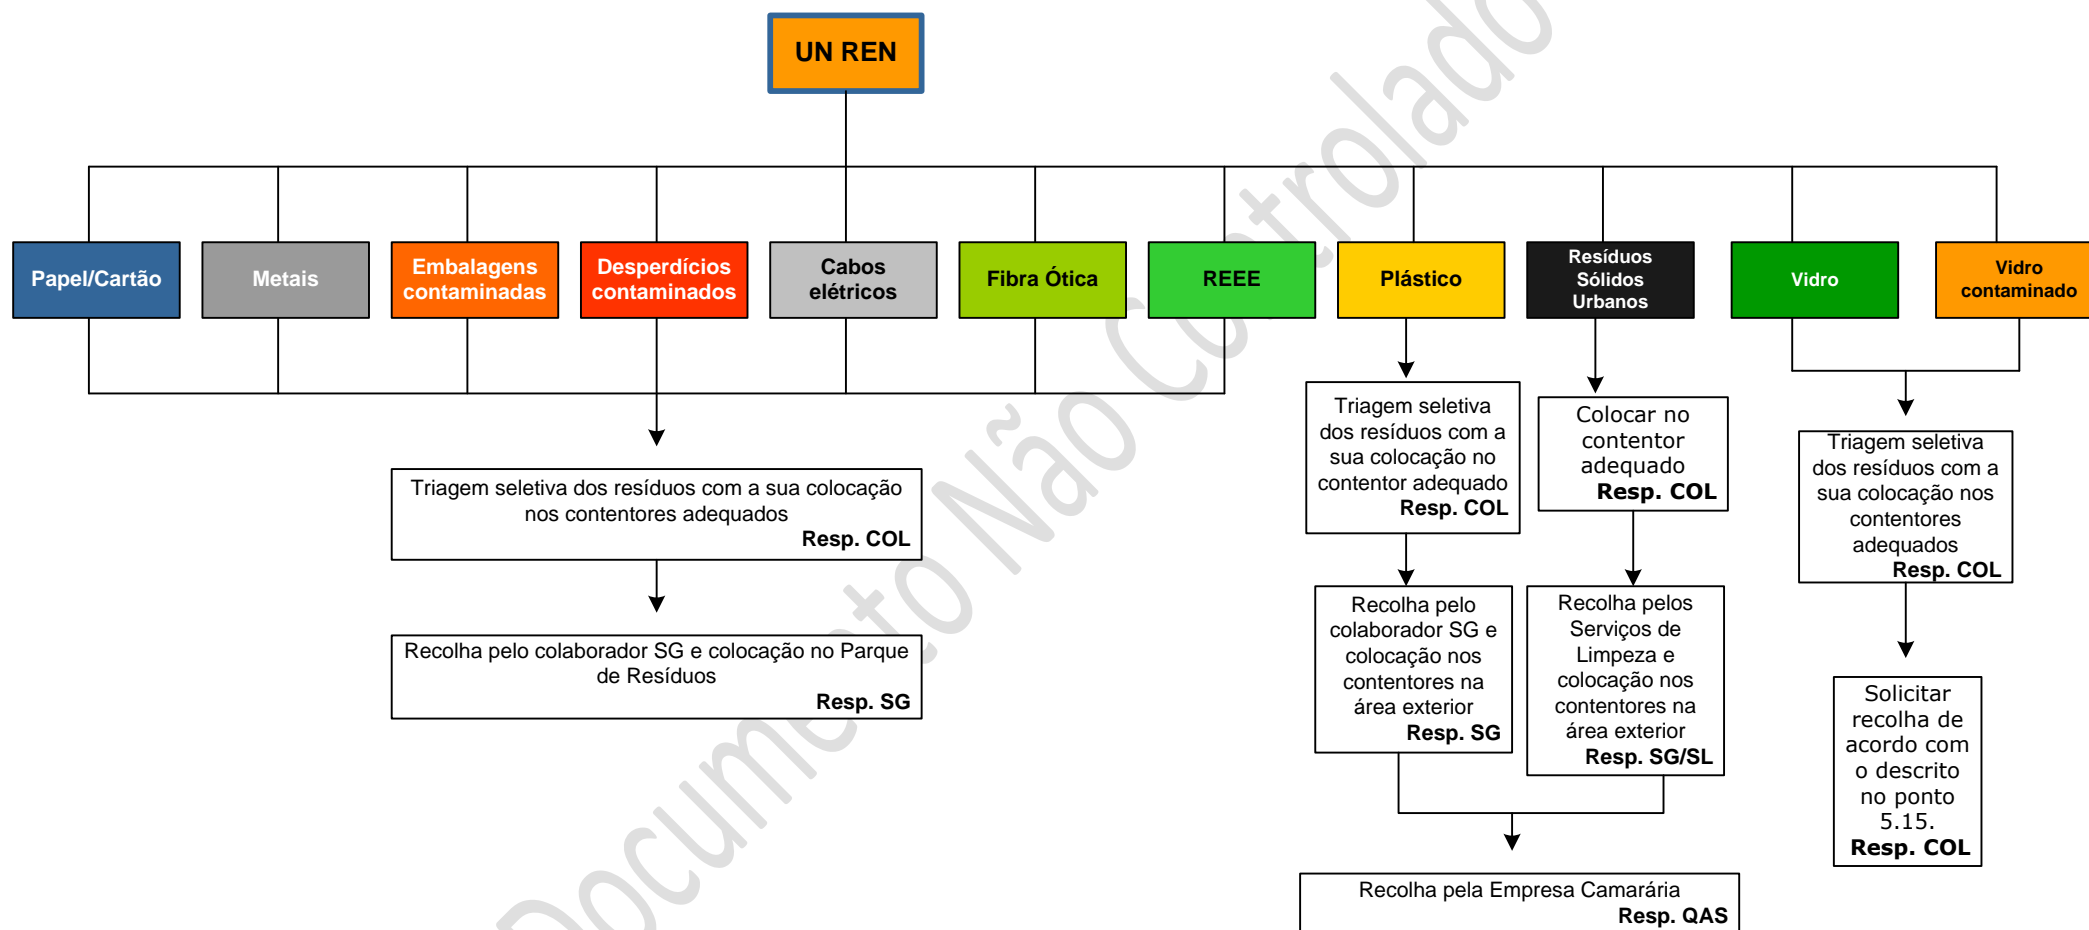 UN REN
Papel/Cartão
Metais
Embalagens
contaminadas
Desperdícios
contaminados
Cabos
elétricos
Fibra Ótica
REEE
Plástico
Resíduos
Sólidos
Urbanos
Vidro
Vidro
contaminado
Triagem seletiva dos resíduos com a sua colocação
nos contentores adequados
Resp. COL
Recolha pelo colaborador SG e colocação no Parque
de Resíduos
Resp. SG
Triagem seletiva
dos resíduos com a
sua colocação no
contentor adequado
Resp. COL
Recolha pelo
colaborador SG e
colocação nos
contentores na
área exterior
Resp. SG
Colocar no
contentor
adequado
Resp. COL
Recolha pelos
Serviços de
Limpeza e
colocação nos
contentores na
área exterior
Resp. SG/SL
Recolha pela Empresa Camarária
Resp. QAS
Triagem seletiva
dos resíduos com a
sua colocação nos
contentores
adequados
Resp. COL
Solicitar
recolha de
acordo com
o descrito
no ponto
5.15.
Resp. COL
Documento Não Controlado